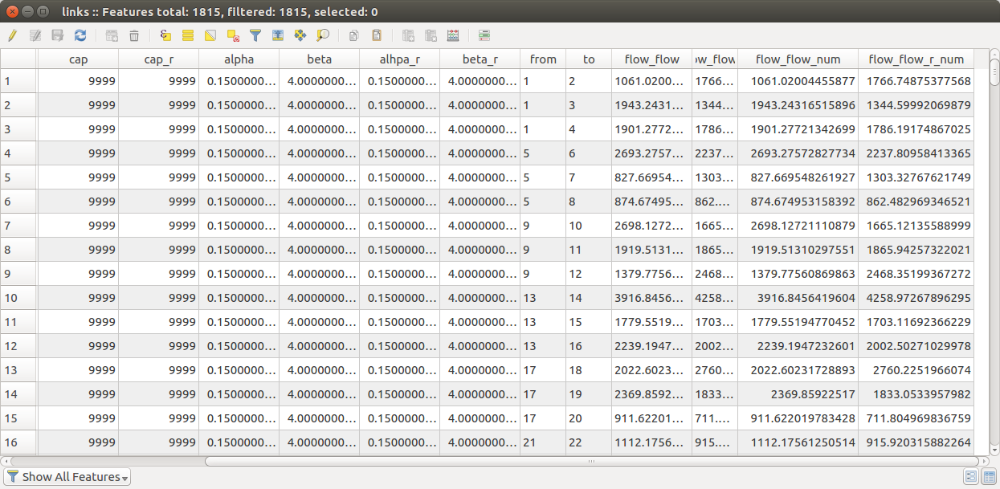 links :: Features total: 1815, filtered: 1815, selected: 0
cap cap_r alpha beta alhpa_r beta_r from to flow_flow ow_flow flow_flow_num flow_flow_r_num
1 9999 9999 0.1500000… 4.0000000… 0.1500000… 4.0000000… 1 2 1061.0200… 1766… 1061.02004455877 1766.74875377568
2 9999 9999 0.1500000… 4.0000000… 0.1500000… 4.0000000… 1 3 1943.2431… 1344… 1943.24316515896 1344.59992069879
3 9999 9999 0.1500000… 4.0000000… 0.1500000… 4.0000000… 1 4 1901.2772… 1786… 1901.27721342699 1786.19174867025
4 9999 9999 0.1500000… 4.0000000… 0.1500000… 4.0000000… 5 6 2693.2757… 2237… 2693.27572827734 2237.80958413365
5 9999 9999 0.1500000… 4.0000000… 0.1500000… 4.0000000… 5 7 827.66954… 1303… 827.669548261927 1303.32767621749
6 9999 9999 0.1500000… 4.0000000… 0.1500000… 4.0000000… 5 8 874.67495… 862.… 874.674953158392 862.482969346521
7 9999 9999 0.1500000… 4.0000000… 0.1500000… 4.0000000… 9 10 2698.1272… 1665… 2698.12721110879 1665.12135588999
8 9999 9999 0.1500000… 4.0000000… 0.1500000… 4.0000000… 9 11 1919.5131… 1865… 1919.51310297551 1865.94257322021
9 9999 9999 0.1500000… 4.0000000… 0.1500000… 4.0000000… 9 12 1379.7756… 2468… 1379.77560869863 2468.35199367272
10 9999 9999 0.1500000… 4.0000000… 0.1500000… 4.0000000… 13 14 3916.8456… 4258… 3916.8456419604 4258.97267896295
11 9999 9999 0.1500000… 4.0000000… 0.1500000… 4.0000000… 13 15 1779.5519… 1703… 1779.55194770452 1703.11692366229
12 9999 9999 0.1500000… 4.0000000… 0.1500000… 4.0000000… 13 16 2239.1947… 2002… 2239.1947232601 2002.50271029978
13 9999 9999 0.1500000… 4.0000000… 0.1500000… 4.0000000… 17 18 2022.6023… 2760… 2022.60231728893 2760.2251966074
14 9999 9999 0.1500000… 4.0000000… 0.1500000… 4.0000000… 17 19 2369.8592… 1833… 2369.85922517 1833.0533957982
15 9999 9999 0.1500000… 4.0000000… 0.1500000… 4.0000000… 17 20 911.62201… 711.… 911.622019783428 711.804969836759
16 9999 9999 0.1500000… 4.0000000… 0.1500000… 4.0000000… 21 22 1112.1756… 915.… 1112.17561250514 915.920315882264
Show All Features